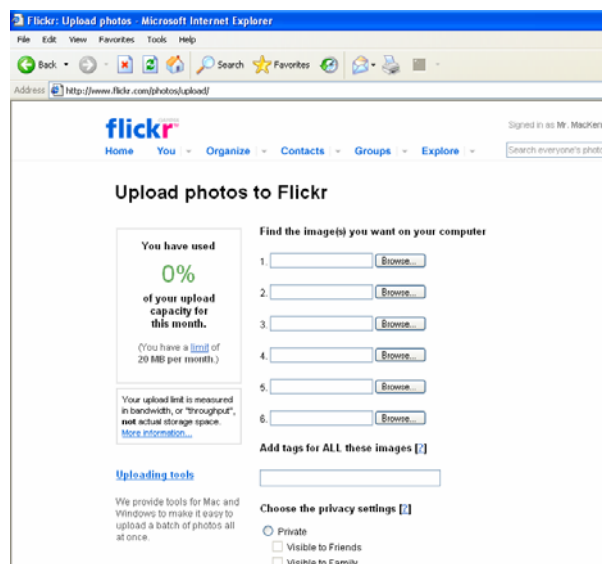 Flickr: Upload photos - Microsoft Internet Explorer
File Edit View Favorites Tools Help
Back Search Favorites
Address http://www.flickr.com/photos/upload/
flickr
Signed in as Mr. MacKen
Home You Organize Contacts Groups Explore
Search everyone's photo
Upload photos to Flickr
You have used
0%
of your upload
capacity for
this month.
(You have a limit of
20 MB per month.)
Your upload limit is measured
in bandwidth, or "throughput",
not actual storage space.
More information...
Uploading tools
We provide tools for Mac and
Windows to make it easy to
upload a batch of photos all
at once.
Find the image(s) you want on your computer
1. Browse...
2. Browse...
3. Browse...
4. Browse...
5. Browse...
6. Browse...
Add tags for ALL these images [?]
Choose the privacy settings [?]
Private
Visible to Friends
Visible to Family